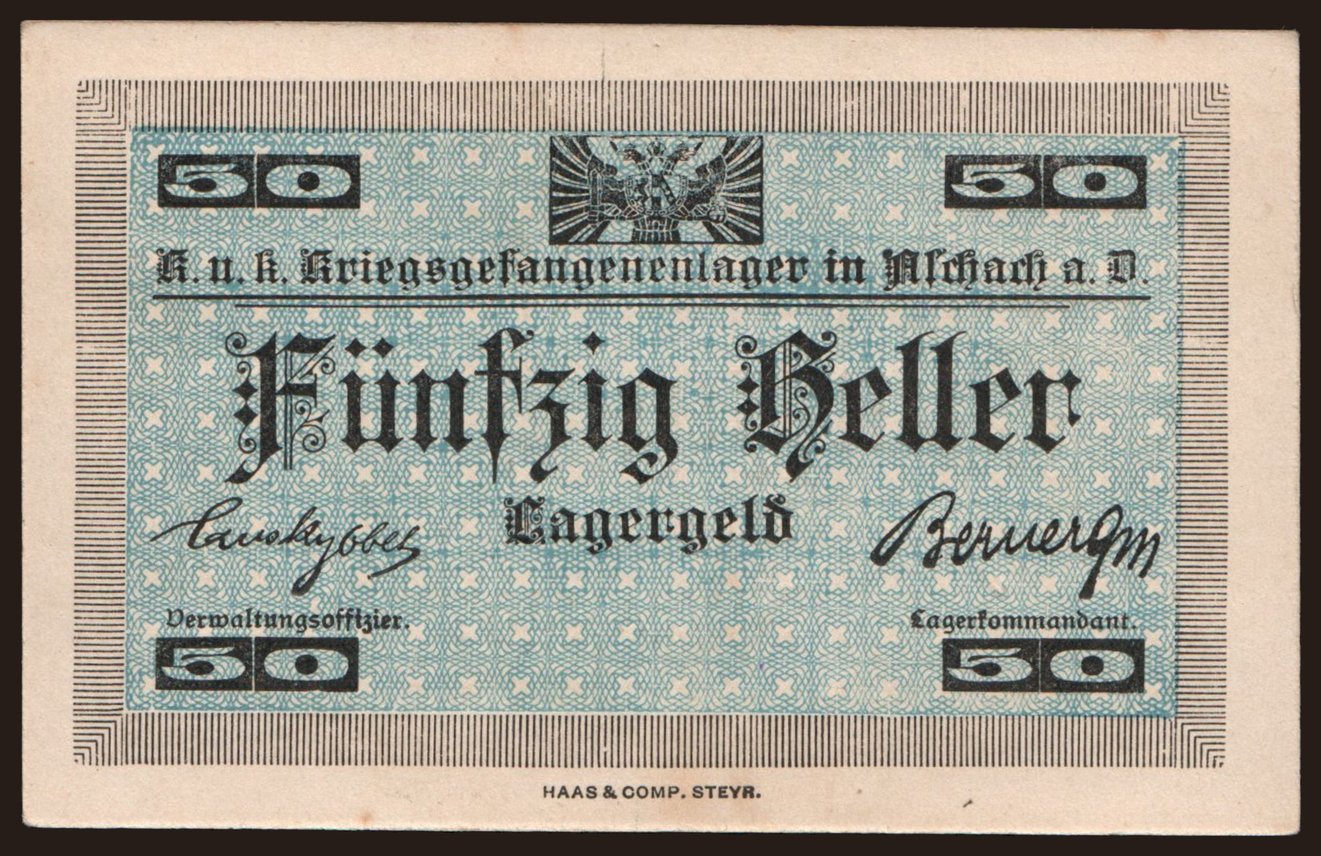 50 50
K. u. k. Kriegsgefangenenlager in Aschach a. D.
Fünfzig Heller
Lagergeld
Verwaltungsoffizier. Lagerkommandant.
50 50
HAAS & COMP. STEYR.